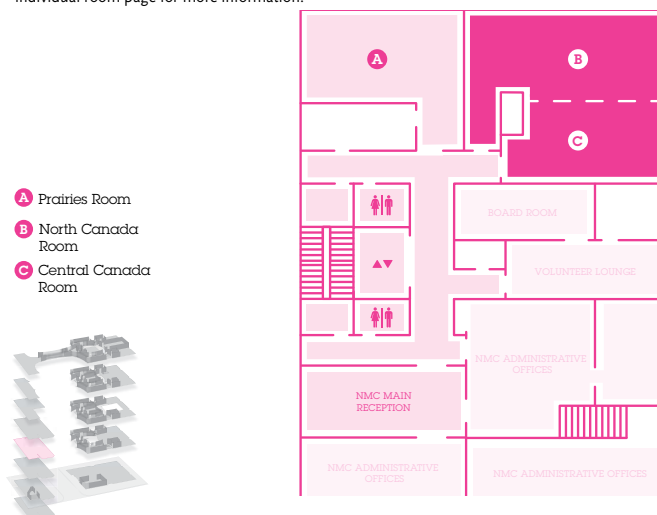 individual room page for more information.
A
B
C
A Prairies Room
B North Canada
Room
C Central Canada
Room
BOARD ROOM
VOLUNTEER LOUNGE
NMC ADMINISTRATIVE
OFFICES
NMC MAIN
RECEPTION
NMC ADMINISTRATIVE
OFFICES
NMC ADMINISTRATIVE OFFICES